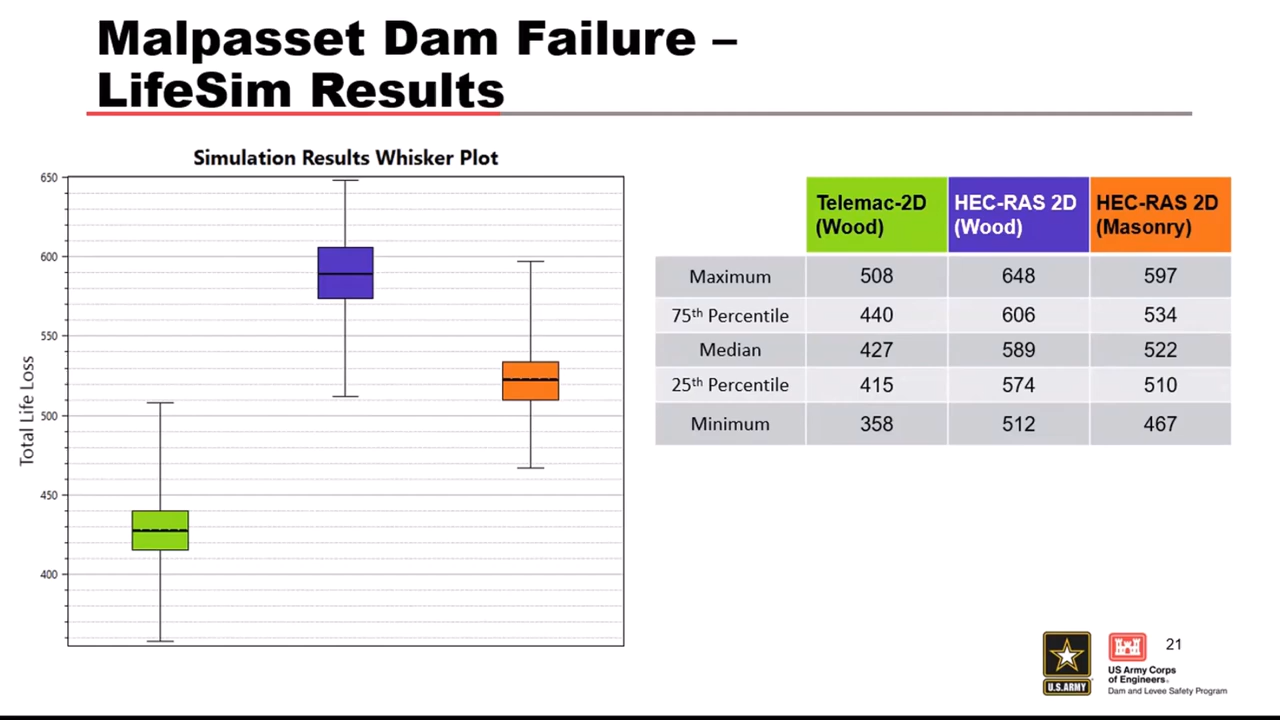 Malpasset Dam Failure –
LifeSim Results
Simulation Results Whisker Plot
Total Life Loss
650
600
550
500
450
400
Telemac-2D (Wood) HEC-RAS 2D (Wood) HEC-RAS 2D (Masonry)
Maximum 508 648 597
75th Percentile 440 606 534
Median 427 589 522
25th Percentile 415 574 510
Minimum 358 512 467
U.S.ARMY
US Army Corps
of Engineers®
Dam and Levee Safety Program
21